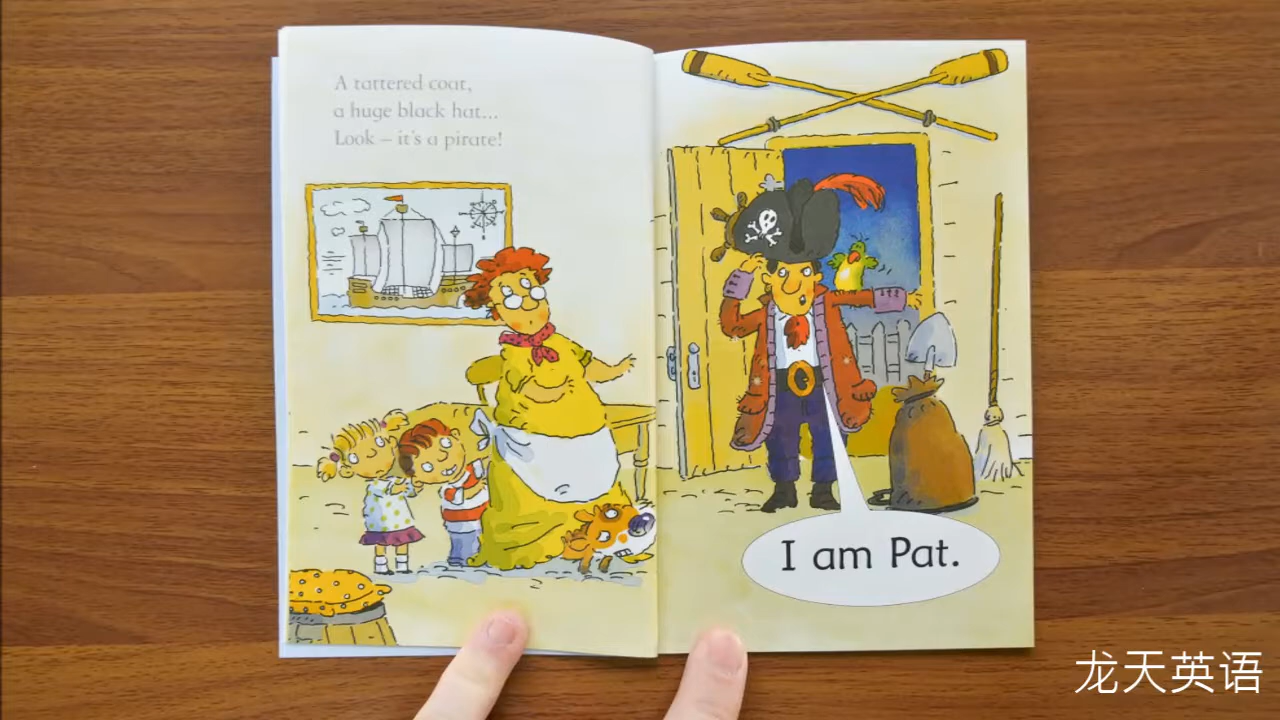 A tattered coat,
a huge black hat...
Look – it's a pirate!
I am Pat.
龙天英语